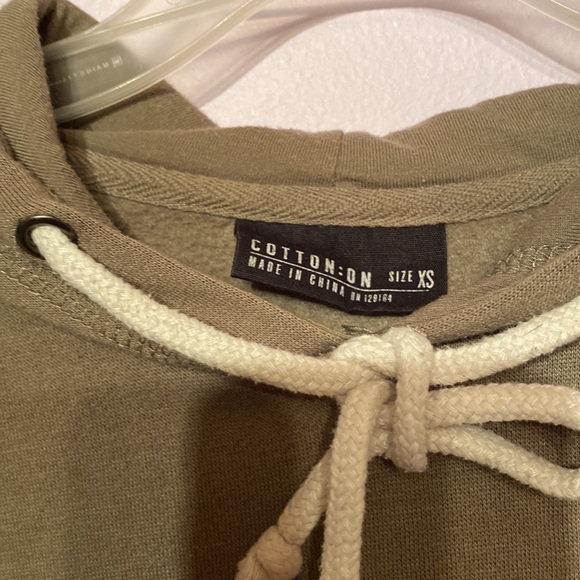 COTTON:ON
MADE IN CHINA RN 129164
SIZE XS